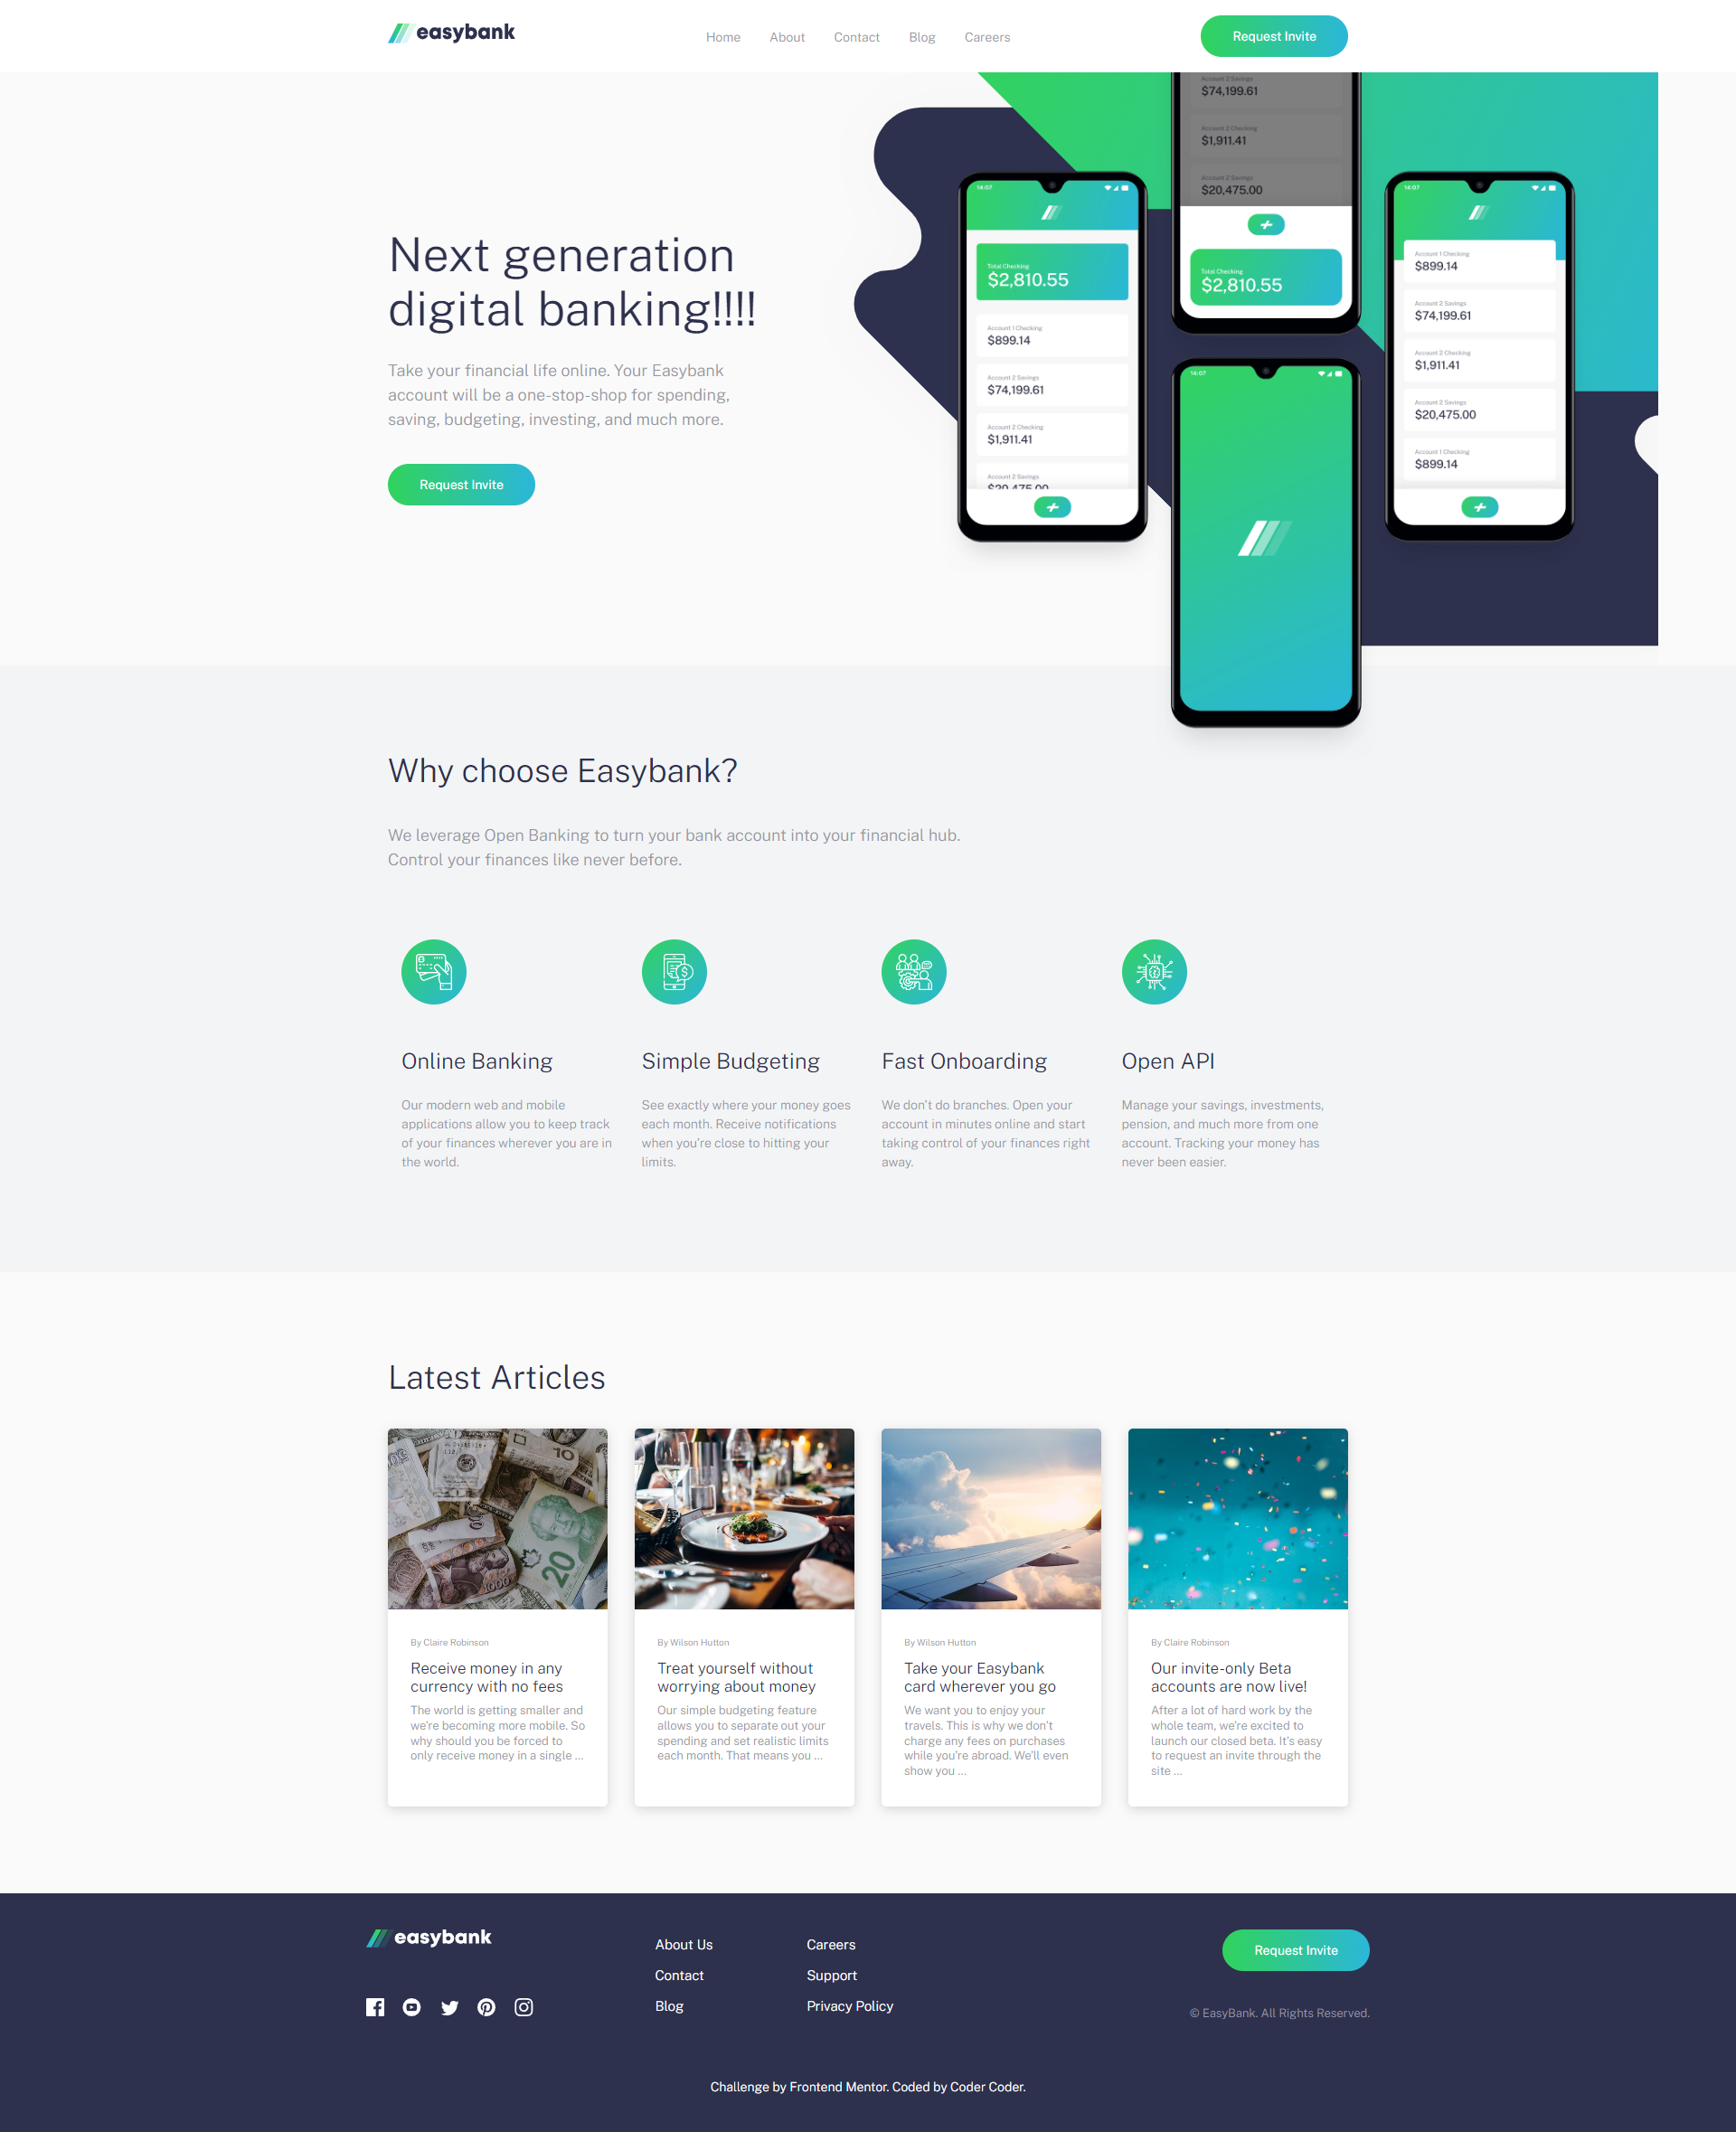 easybank
Home About Contact Blog Careers
Request Invite
Next generation
digital banking!!!!
Take your financial life online. Your Easybank
account will be a one-stop-shop for spending,
saving, budgeting, investing, and much more.
Request Invite
14:07
Total Checking
$2,810.55
Account 1 Checking
$899.14
Account 2 Savings
$74,199.61
Account 2 Checking
$1,911.41
Account 2 Savings
$20,475.00
Account 2 Savings
$74,199.61
Account 2 Checking
$1,911.41
Account 2 Savings
$20,475.00
Total Checking
$2,810.55
14:07
14:07
Account 1 Checking
$899.14
Account 2 Savings
$74,199.61
Account 2 Checking
$1,911.41
Account 2 Savings
$20,475.00
Account 1 Checking
$899.14
Why choose Easybank?
We leverage Open Banking to turn your bank account into your financial hub.
Control your finances like never before.
Online Banking
Our modern web and mobile
applications allow you to keep track
of your finances wherever you are in
the world.
Simple Budgeting
See exactly where your money goes
each month. Receive notifications
when you're close to hitting your
limits.
Fast Onboarding
We don't do branches. Open your
account in minutes online and start
taking control of your finances right
away.
Open API
Manage your savings, investments,
pension, and much more from one
account. Tracking your money has
never been easier.
Latest Articles
10
20
1000
By Claire Robinson
Receive money in any
currency with no fees
The world is getting smaller and
we're becoming more mobile. So
why should you be forced to
only receive money in a single ...
By Wilson Hutton
Treat yourself without
worrying about money
Our simple budgeting feature
allows you to separate out your
spending and set realistic limits
each month. That means you ...
By Wilson Hutton
Take your Easybank
card wherever you go
We want you to enjoy your
travels. This is why we don't
charge any fees on purchases
while you're abroad. We'll even
show you ...
By Claire Robinson
Our invite-only Beta
accounts are now live!
After a lot of hard work by the
whole team, we're excited to
launch our closed beta. It's easy
to request an invite through the
site ...
easybank
About Us
Contact
Blog
Careers
Support
Privacy Policy
Request Invite
© EasyBank. All Rights Reserved.
Challenge by Frontend Mentor. Coded by Coder Coder.